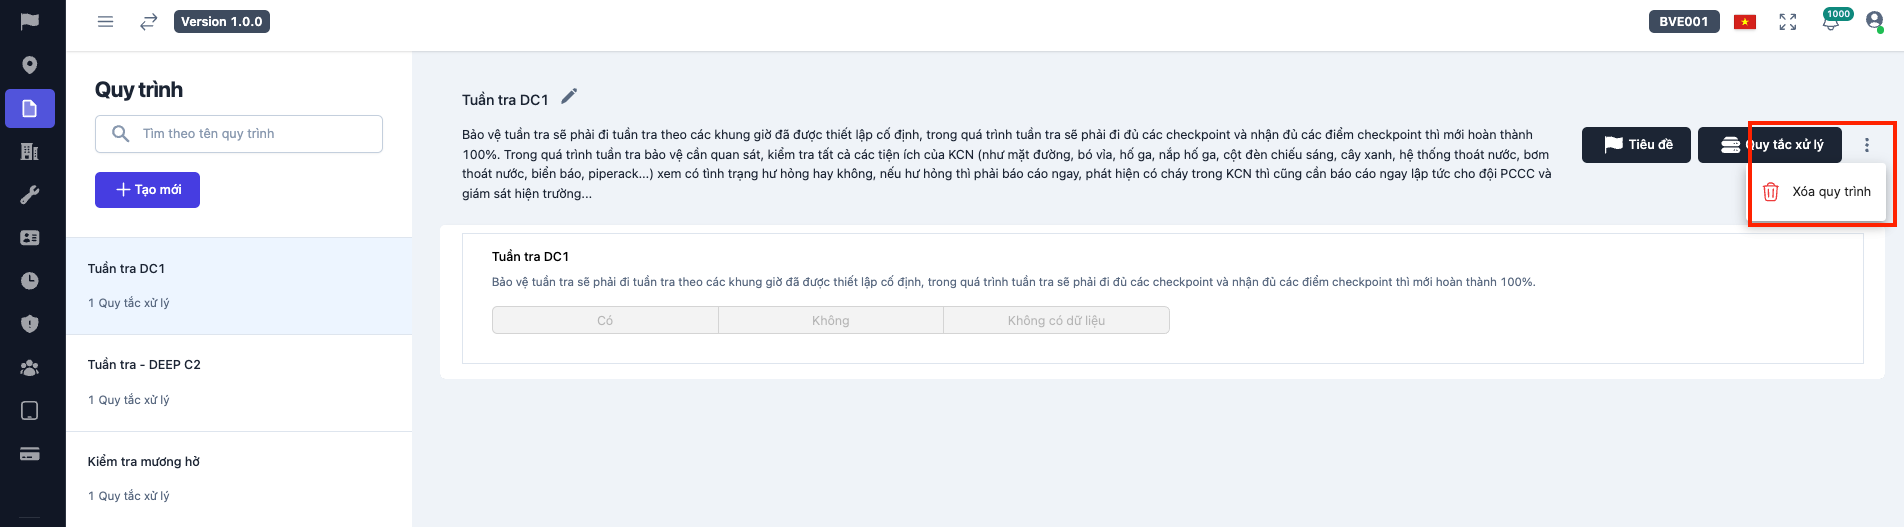 Version 1.0.0
BVE001
1000
Quy trình
Tìm theo tên quy trình
Tạo mới
Tuần tra DC1
1 Quy tắc xử lý
Tuần tra - DEEP C2
1 Quy tắc xử lý
Kiểm tra mương hở
1 Quy tắc xử lý
Tuần tra DC1
Bảo vệ tuần tra sẽ phải đi tuần tra theo các khung giờ đã được thiết lập cố định, trong quá trình tuần tra sẽ phải đi đủ các checkpoint và nhận đủ các điểm checkpoint thì mới hoàn thành
100%. Trong quá trình tuần tra bảo vệ cần quan sát, kiểm tra tất cả các tiện ích của KCN (như mặt đường, bó vỉa, hố ga, nắp hố ga, cột đèn chiếu sáng, cây xanh, hệ thống thoát nước, bơm
thoát nước, biển báo, piperack...) xem có tình trạng hư hỏng hay không, nếu hư hỏng thì phải báo cáo ngay, phát hiện có cháy trong KCN thì cũng cần báo cáo ngay lập tức cho đội PCCC và
giám sát hiện trường...
Tiêu đề
Quy tắc xử lý
Xóa quy trình
Tuần tra DC1
Bảo vệ tuần tra sẽ phải đi tuần tra theo các khung giờ đã được thiết lập cố định, trong quá trình tuần tra sẽ phải đi đủ các checkpoint và nhận đủ các điểm checkpoint thì mới hoàn thành 100%.
Có
Không
Không có dữ liệu